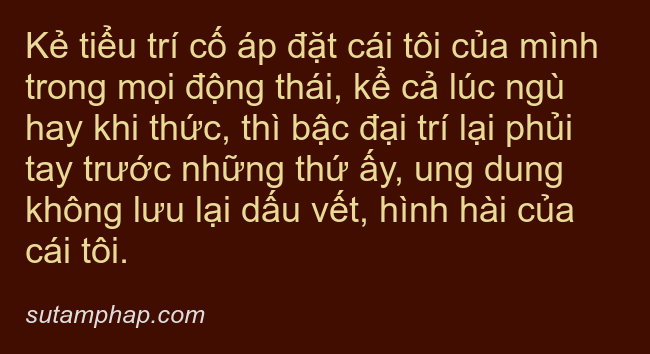 Kẻ tiểu trí cố áp đặt cái tôi của mình
trong mọi động thái, kể cả lúc ngù
hay khi thức, thì bậc đại trí lại phủi
tay trước những thứ ấy, ung dung
không lưu lại dấu vết, hình hài của
cái tôi.
sutamphap.com